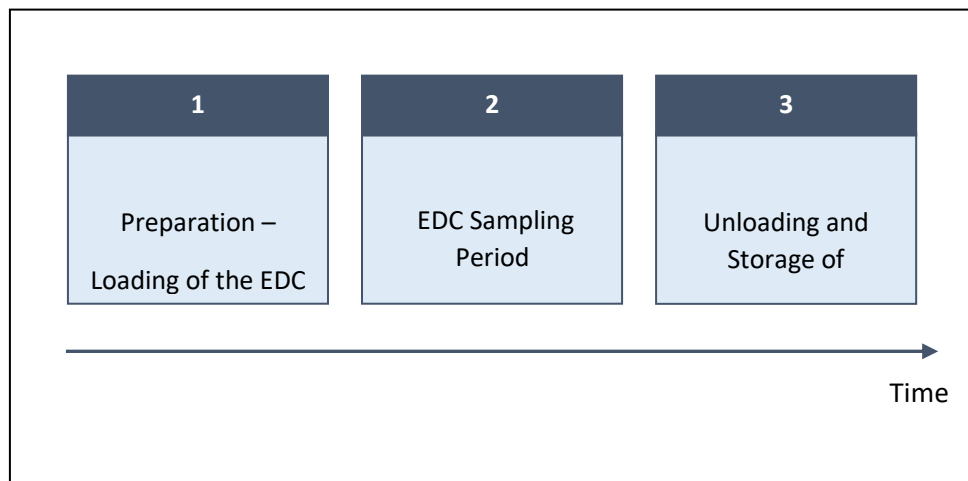 1
Preparation –
Loading of the EDC
2
EDC Sampling
Period
3
Unloading and
Storage of
Time